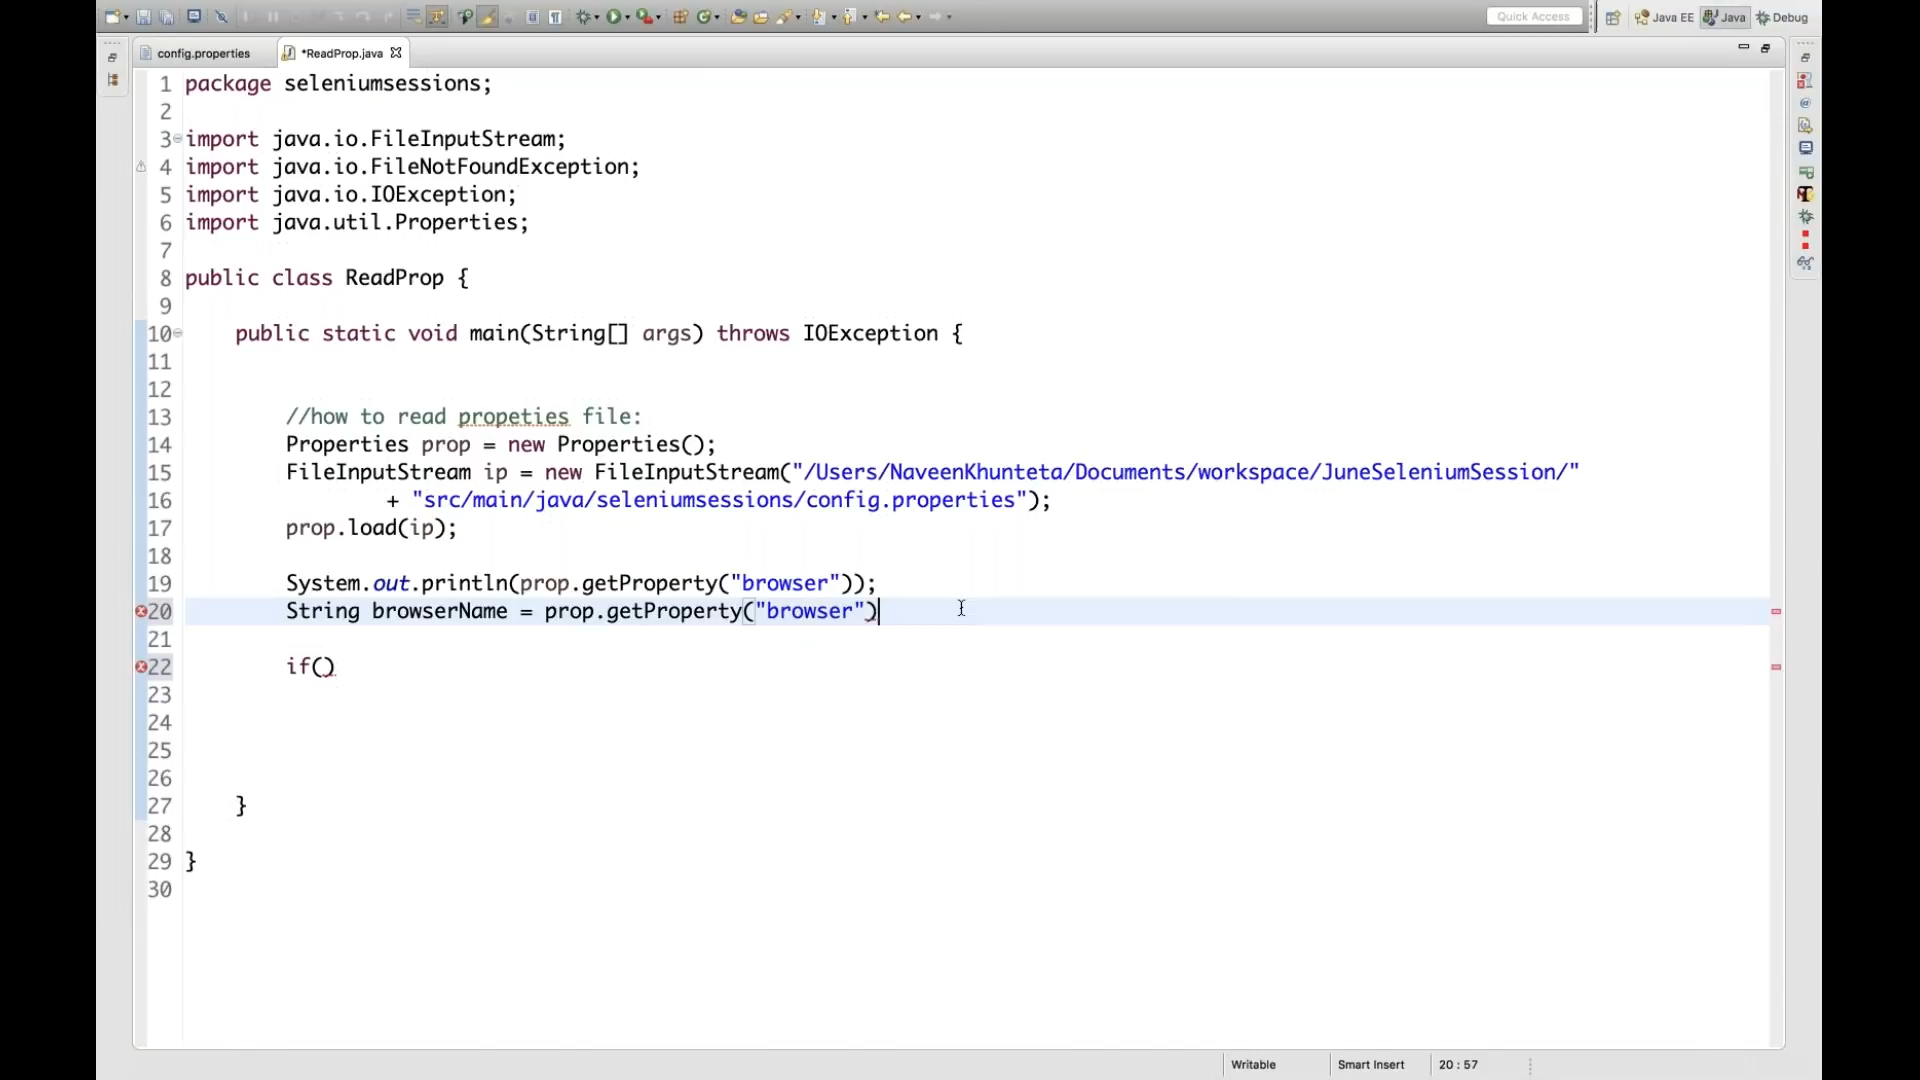 Quick Access
Java EE
Java
Debug
config.properties
*ReadProp.java
1 package seleniumsessions;
2
3 import java.io.FileInputStream;
4 import java.io.FileNotFoundException;
5 import java.io.IOException;
6 import java.util.Properties;
7
8 public class ReadProp {
9
10 public static void main(String[] args) throws IOException {
11
12
13 //how to read propeties file:
14 Properties prop = new Properties();
15 FileInputStream ip = new FileInputStream("/Users/NaveenKhunteta/Documents/workspace/JuneSeleniumSession/"
16 + "src/main/java/seleniumsessions/config.properties");
17 prop.load(ip);
18
19 System.out.println(prop.getProperty("browser"));
20 String browserName = prop.getProperty("browser")
21
22 if()
23
24
25
26
27 }
28
29 }
30
Writable
Smart Insert
20 : 57